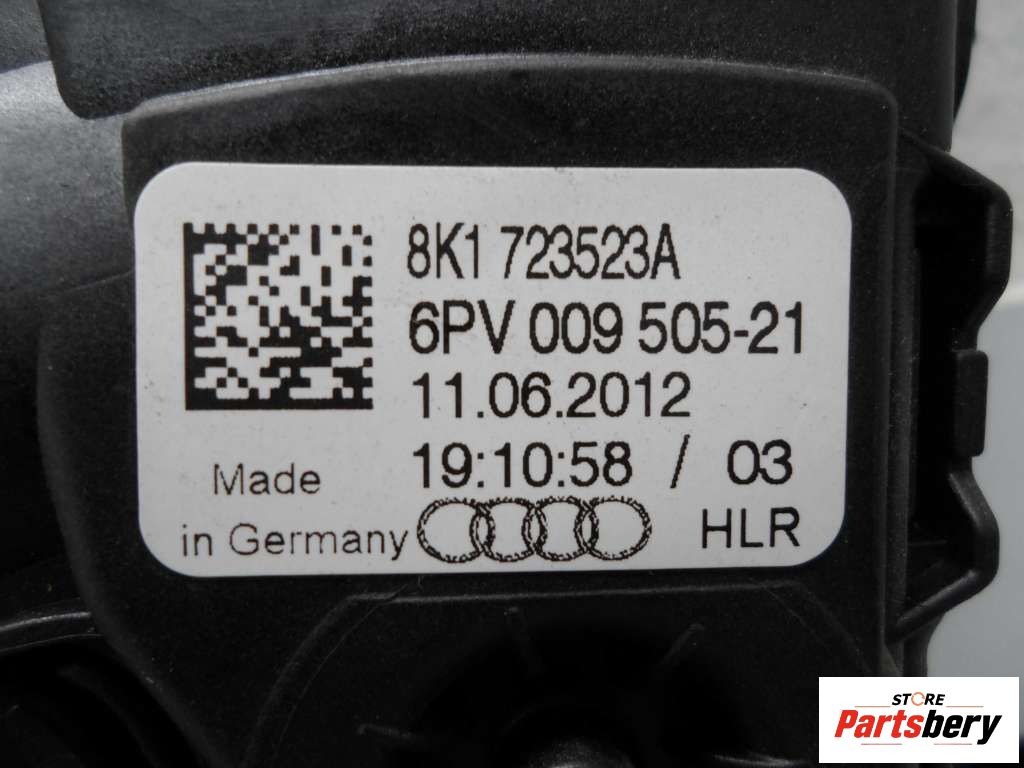 8K1 723523A
6PV 009 505-21
11.06.2012
19:10:58 / 03
Made
in Germany
HLR
STORE
Partsbery